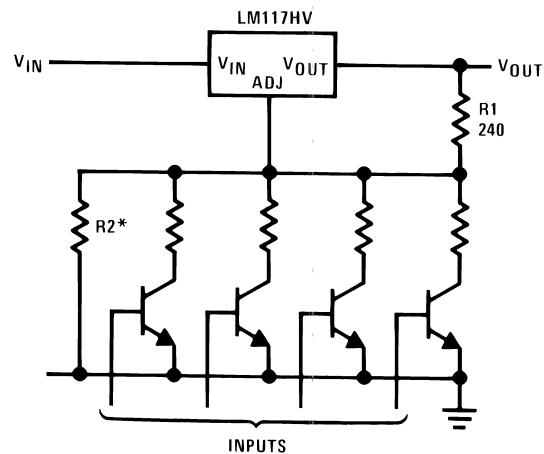 LM117HV
VIN
VIN
VOUT
ADJ
VOUT
R1
240
R2*
INPUTS